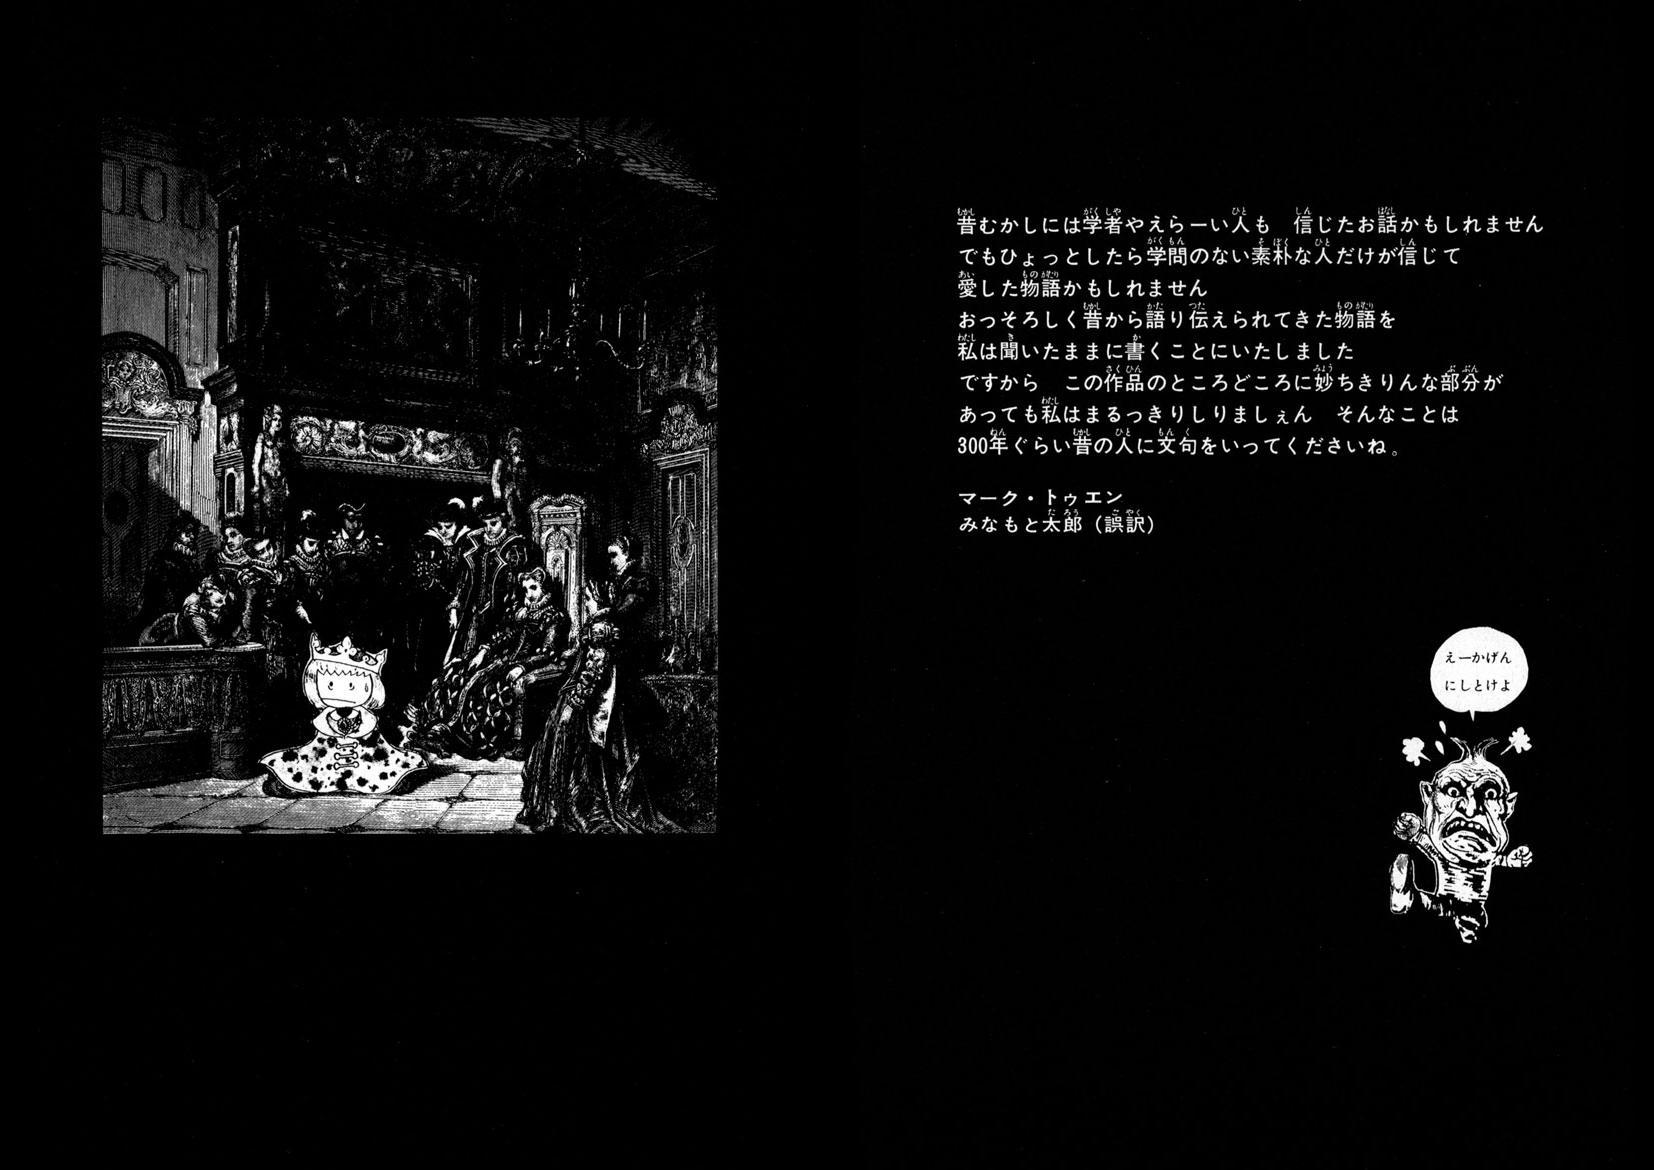 昔むかしには学者やえらーい人も　信じたお話かもしれません
でもひょっとしたら学問のない素朴な人だけが信じて
愛した物語かもしれません
おっそろしく昔から語り伝えられてきた物語を
私は聞いたままに書くことにいたしました
ですから　この作品のところどころに妙ちきりんな部分が
あっても私はまるっきりしりましぇん　そんなことは
300年ぐらい昔の人に文句をいってくださいね。
マーク・トゥエン
みなもと太郎（誤訳）
えーかげん
にしとけよ